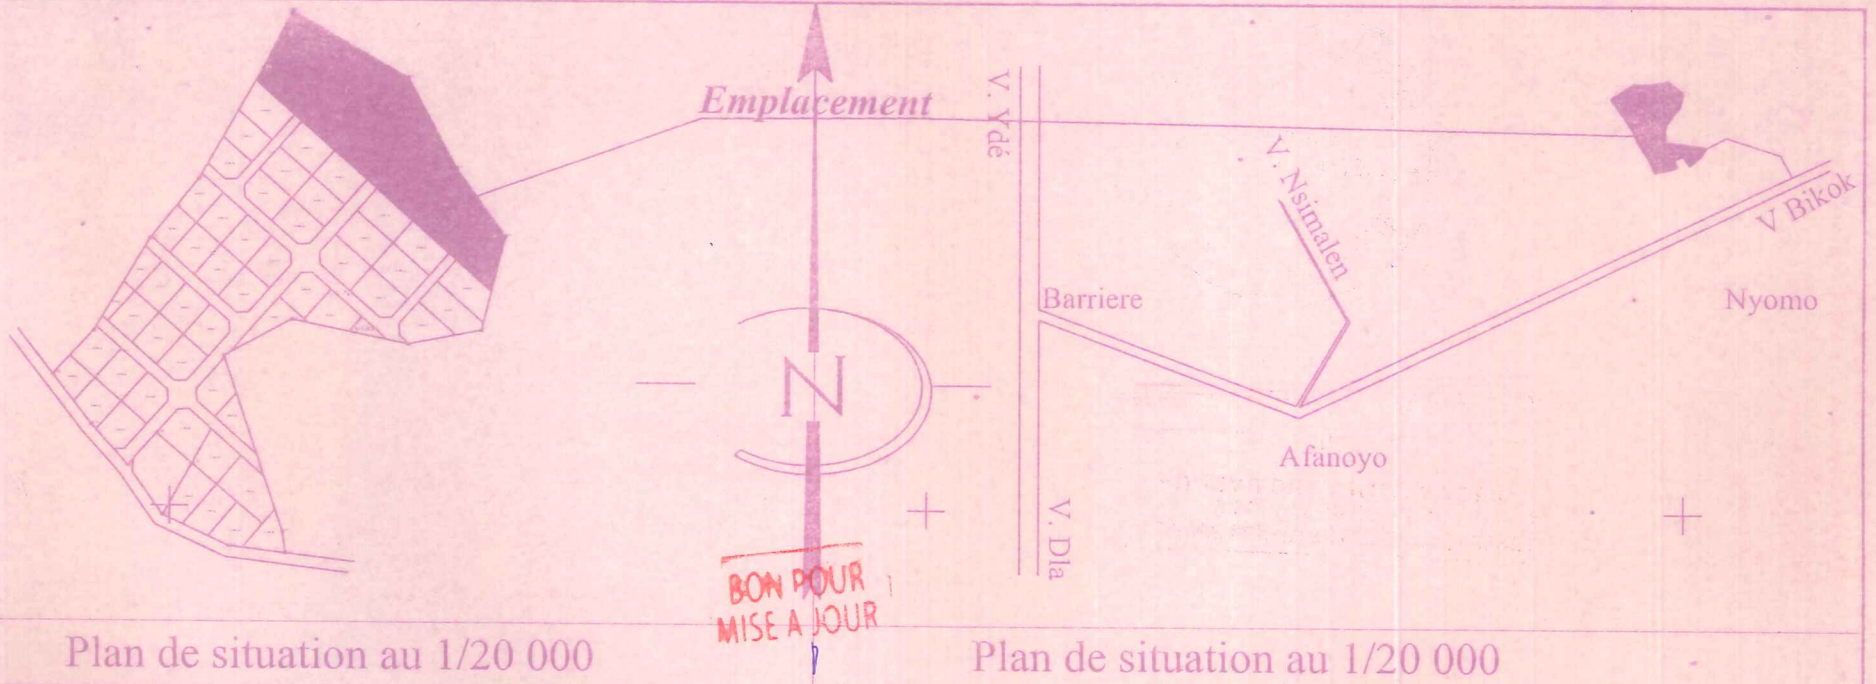 Emplacement
V. Ydé
V. Nsimalen
V Bikok
Barriere
Nyomo
N
Afanoyo
V. Dla
BON POUR
MISE A JOUR
Plan de situation au 1/20 000
Plan de situation au 1/20 000